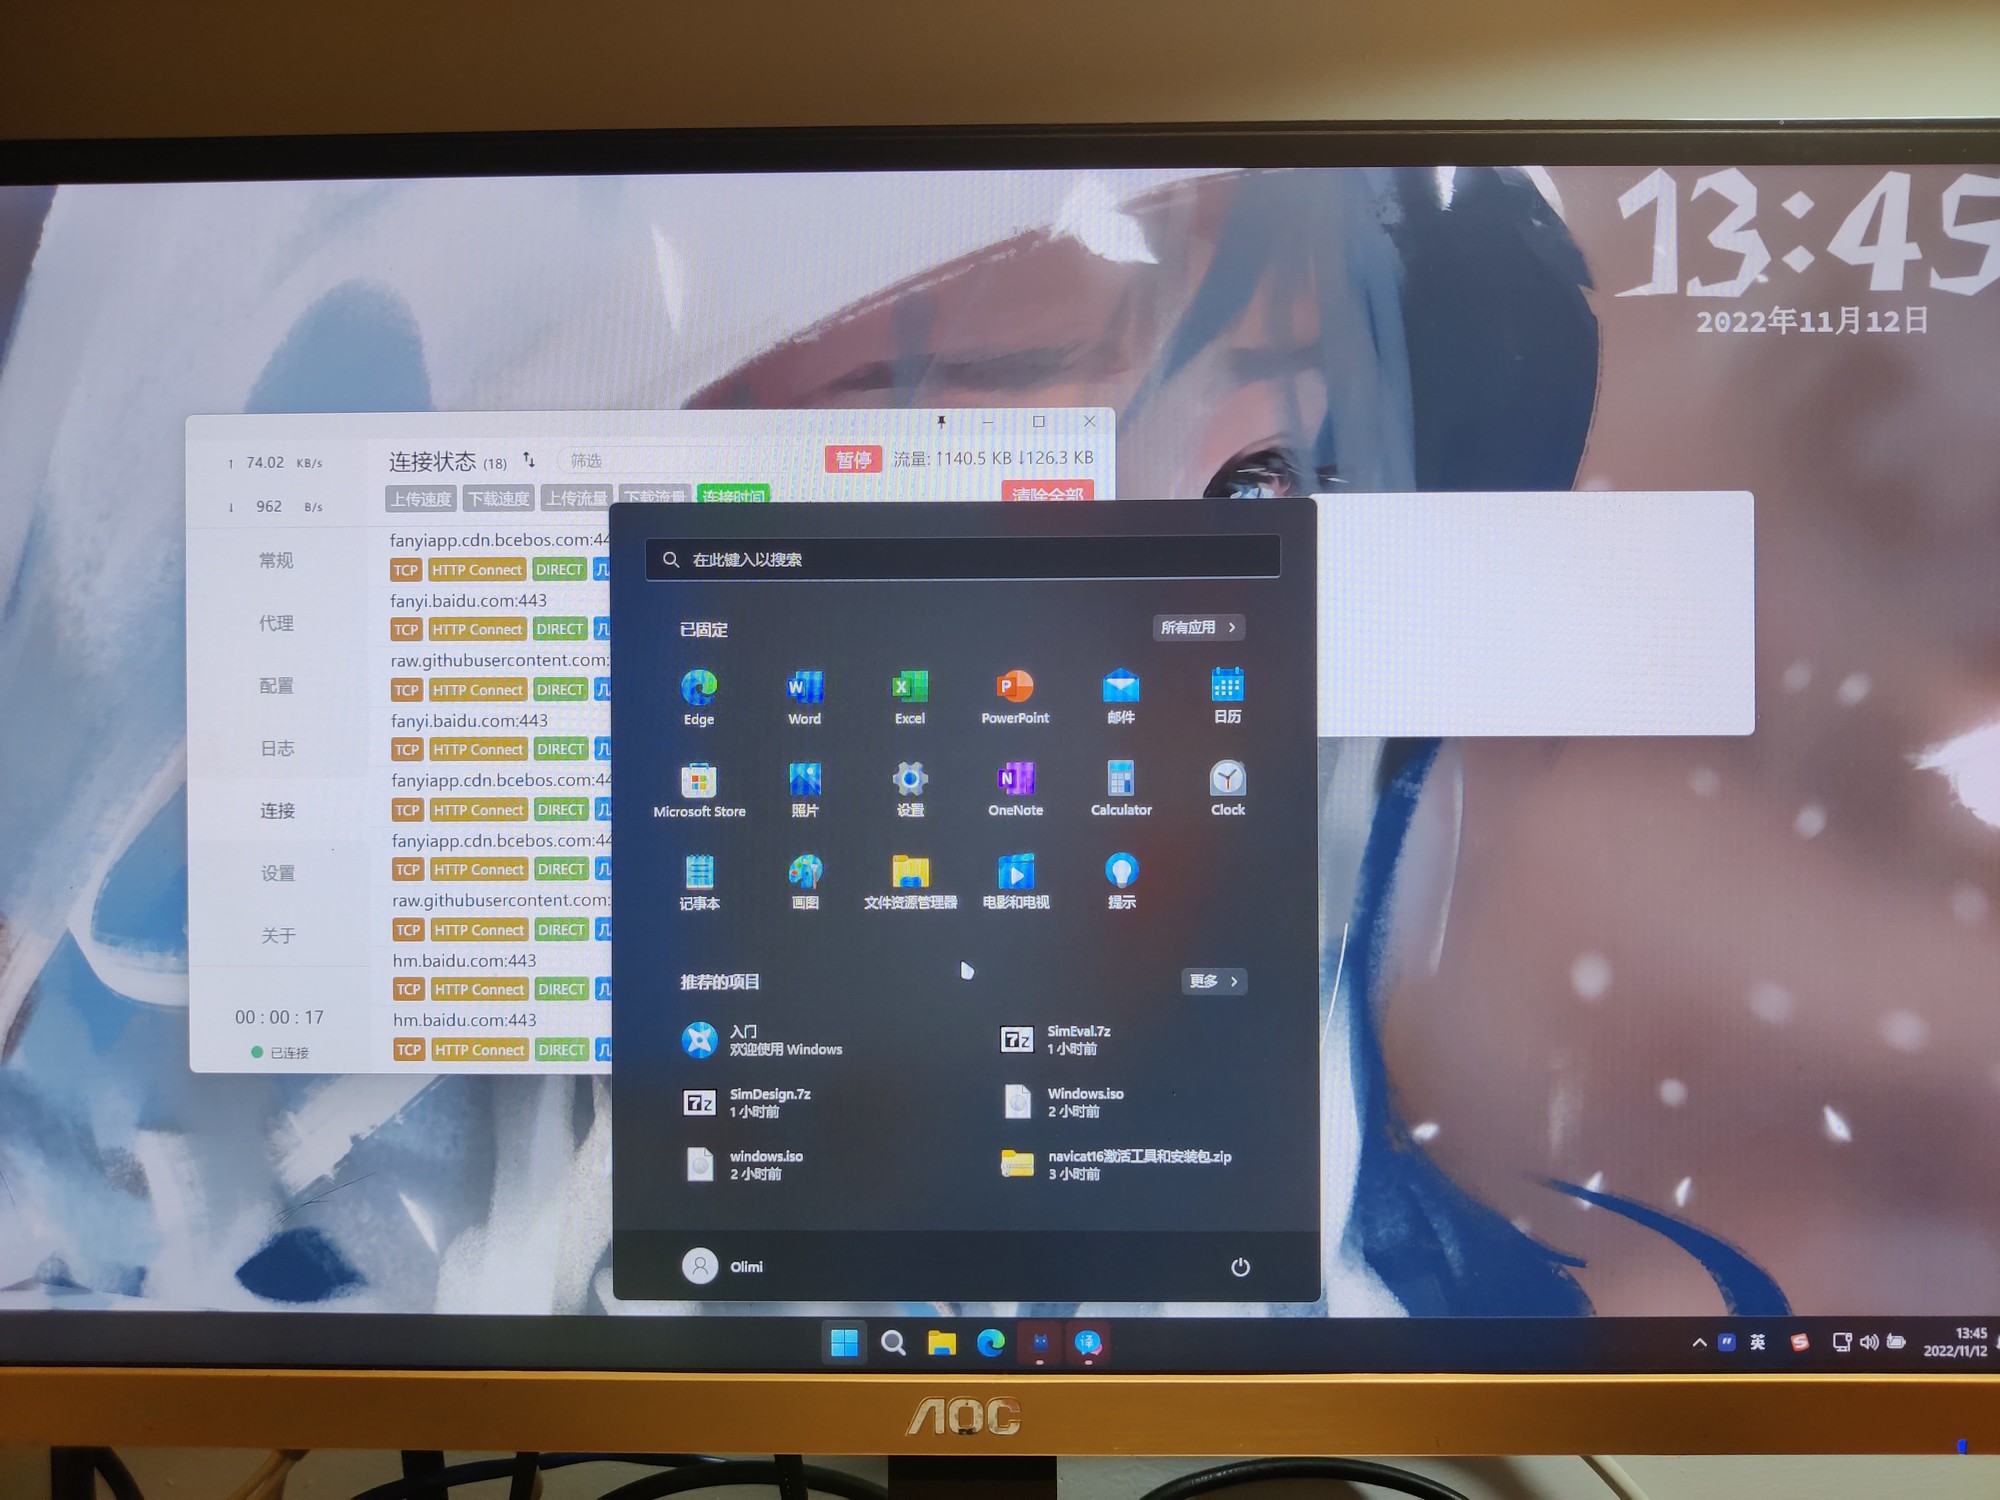 13:45
2022年11月12日
↑ 74.02 KB/s
↓ 962 B/s
常规
代理
配置
日志
连接
设置
关于
00 : 00 : 17
已连接
连接状态 (18)
筛选
暂停
流量: ↑140.5 KB ↓126.3 KB
上传速度 下载速度 上传流量 下载流量 连接时间
清除全部
fanyiapp.cdn.bcebos.com:44
TCP HTTP Connect DIRECT 几
fanyi.baidu.com:443
TCP HTTP Connect DIRECT 几
raw.githubusercontent.com:
TCP HTTP Connect DIRECT 几
fanyi.baidu.com:443
TCP HTTP Connect DIRECT 几
fanyiapp.cdn.bcebos.com:44
TCP HTTP Connect DIRECT 几
fanyiapp.cdn.bcebos.com:44
TCP HTTP Connect DIRECT 几
raw.githubusercontent.com:
TCP HTTP Connect DIRECT 几
hm.baidu.com:443
TCP HTTP Connect DIRECT 几
hm.baidu.com:443
TCP HTTP Connect DIRECT 几
在此键入以搜索
已固定
所有应用 >
Edge Word Excel PowerPoint 邮件 日历
Microsoft Store 照片 设置 OneNote Calculator Clock
记事本 画图 文件资源管理器 电影和电视 提示
推荐的项目
更多 >
入门
欢迎使用 Windows
SimEval.7z
1 小时前
SimDesign.7z
1 小时前
Windows.iso
2 小时前
windows.iso
2 小时前
navicat16激活工具和安装包.zip
3 小时前
Olimi
译
英
13:45
2022/11/12
AOC